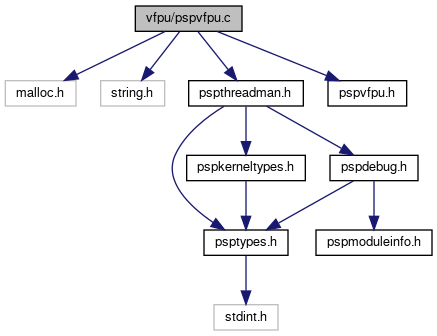 vfpu/pspvfpu.c
malloc.h
string.h
pspthreadman.h
pspvfpu.h
pspkerneltypes.h
pspdebug.h
psptypes.h
pspmoduleinfo.h
stdint.h